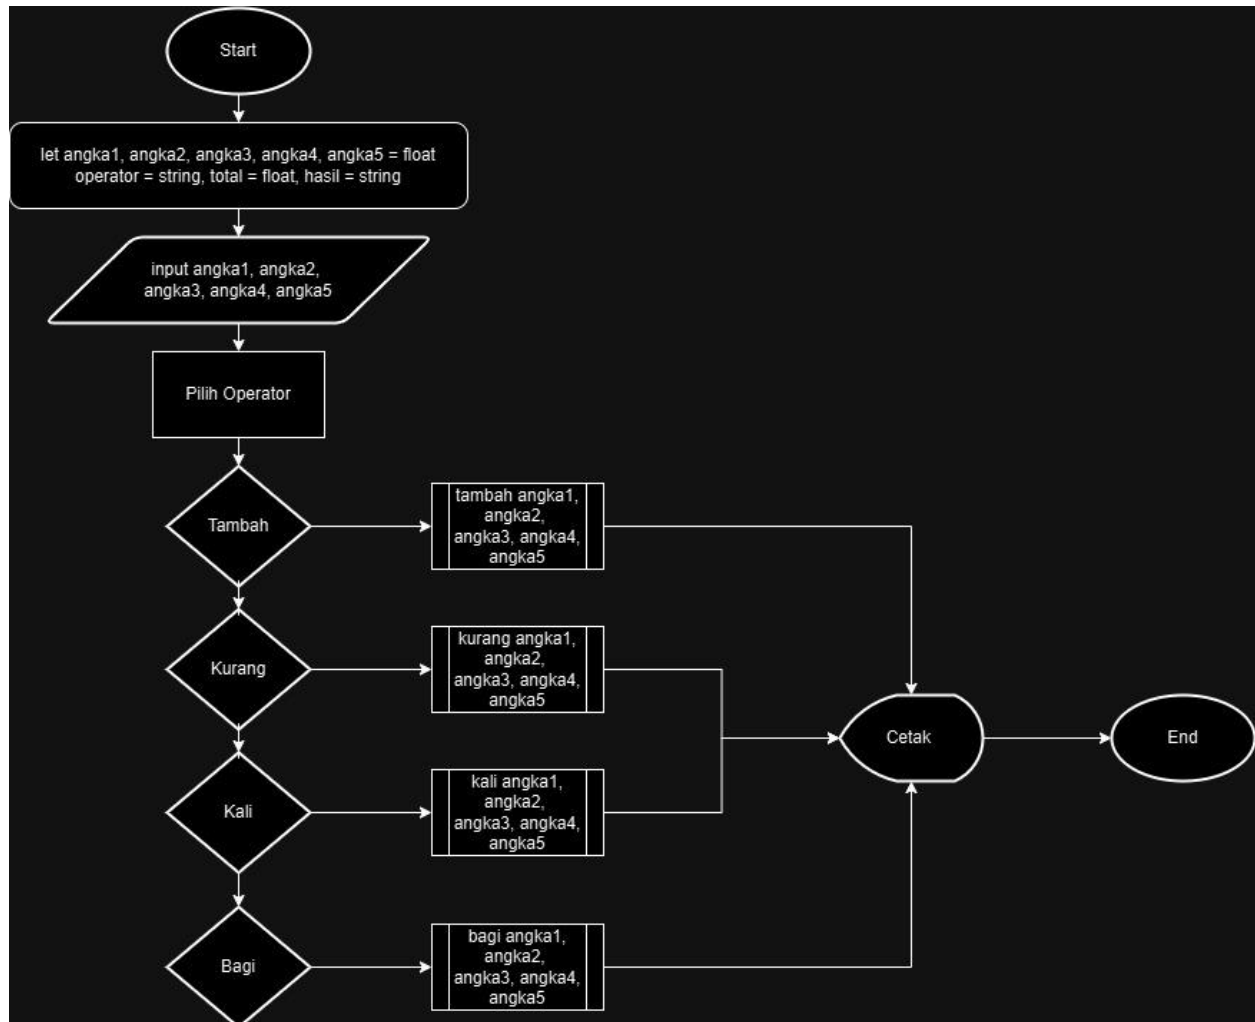 Start
let angka1, angka2, angka3, angka4, angka5 = float
operator = string, total = float, hasil = string
input angka1, angka2,
angka3, angka4, angka5
Pilih Operator
Tambah
tambah angka1,
angka2,
angka3, angka4,
angka5
Kurang
kurang angka1,
angka2,
angka3, angka4,
angka5
Cetak
End
Kali
kali angka1,
angka2,
angka3, angka4,
angka5
Bagi
bagi angka1,
angka2,
angka3, angka4,
angka5